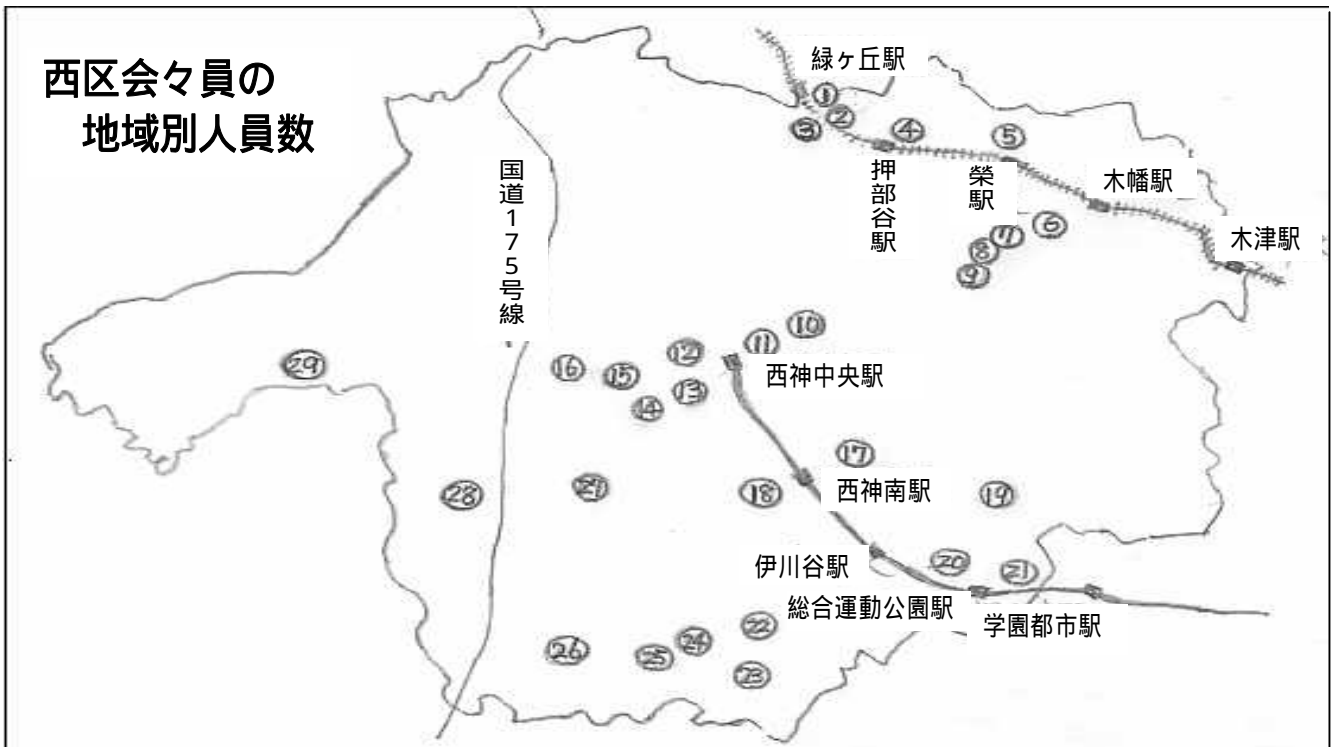 西区会々員の
地域別人員数
緑ヶ丘駅
①
②
③
④
⑤
押部谷駅
榮駅
木幡駅
木津駅
国道175号線
⑥
⑦
⑧
⑨
⑩
⑪
⑫
⑬
⑭
⑮
⑯
西神中央駅
㉙
⑰
西神南駅
⑱
⑲
㉗
㉘
伊川谷駅
⑳
㉑
総合運動公園駅
学園都市駅
㉒
㉓
㉔
㉕
㉖